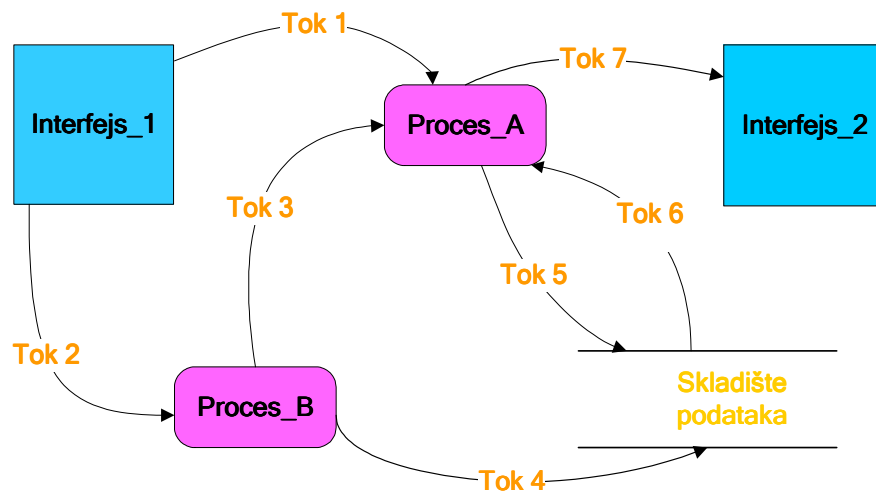 Tok 1
Tok 7
Interfejs_1
Proces_A
Interfejs_2
Tok 3
Tok 6
Tok 5
Tok 2
Skladište
podataka
Proces_B
Tok 4